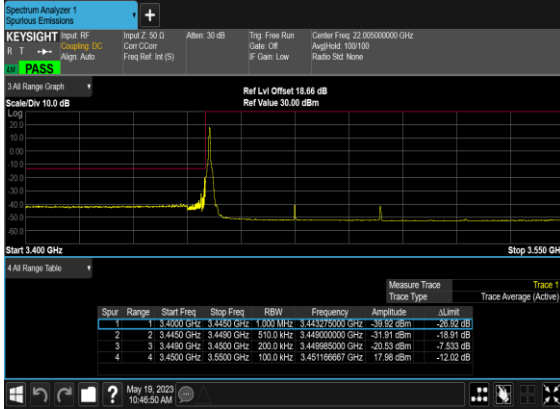 Spectrum Analyzer 1
Spurious Emissions
+
KEYSIGHT Input: RF Input Z: 50 Ω Atten: 30 dB Trig: Free Run Center Freq: 22.005000000 GHz
R T Coupling: DC Corr CCorr Gate: Off Avg|Hold: 100/100
Align: Auto Freq Ref: Int (S) IF Gain: Low Radio Std: None
LN PASS
3 All Range Graph
Ref Lvl Offset 18.66 dB
Scale/Div 10.0 dB Ref Value 30.00 dBm
Log
20.0
10.0
0.00
-10.0
-20.0
-30.0
-40.0
-50.0
-60.0
Start 3.400 GHz Stop 3.550 GH
4 All Range Table
Measure Trace Trace 1
Trace Type Trace Average (Active)
Spur Range Start Freq Stop Freq RBW Frequency Amplitude ΔLimit
1 1 3.4000 GHz 3.4450 GHz 1.000 MHz 3.443275000 GHz -39.92 dBm -26.92 dB
2 2 3.4450 GHz 3.4490 GHz 510.0 kHz 3.449000000 GHz -31.91 dBm -18.91 dB
3 3 3.4490 GHz 3.4500 GHz 200.0 kHz 3.449985000 GHz -20.53 dBm -7.533 dB
4 4 3.4500 GHz 3.5500 GHz 100.0 kHz 3.451166667 GHz 17.98 dBm -12.02 dB
? May 19, 2023
10:46:50 AM